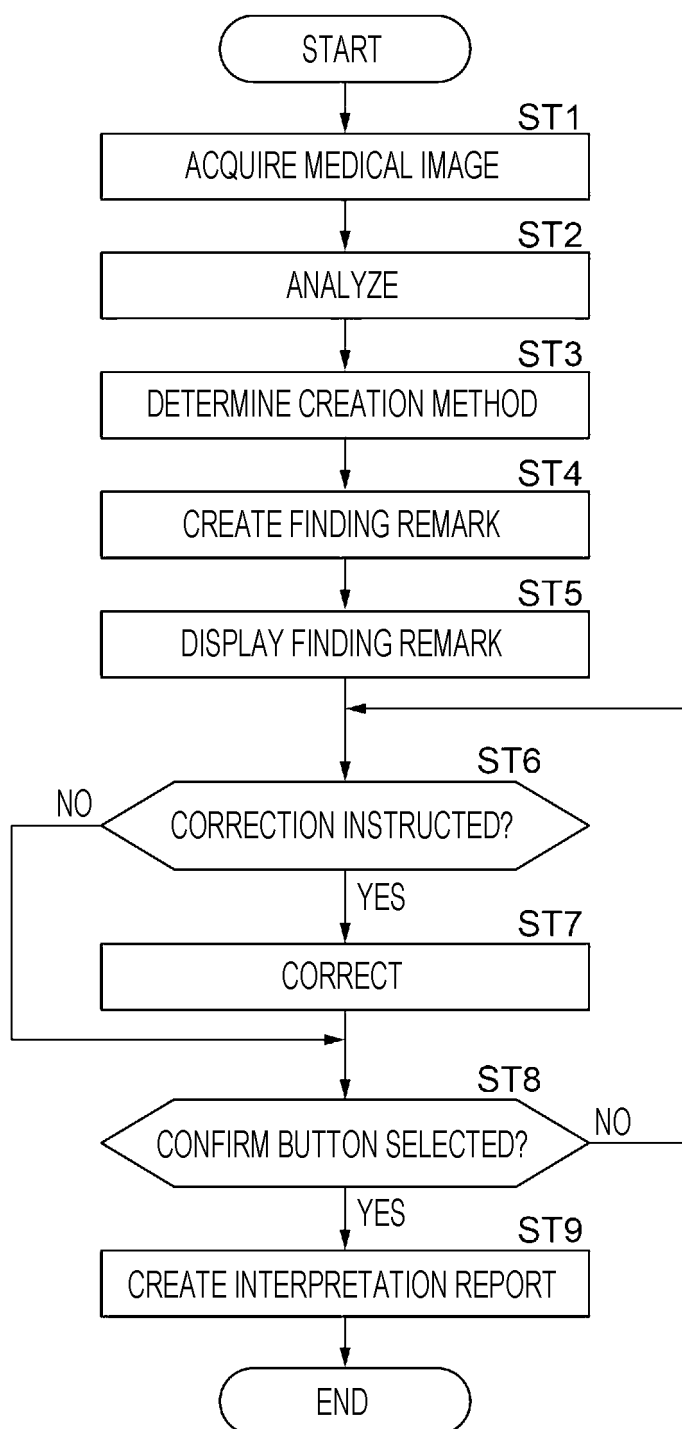 START
ST1
ACQUIRE MEDICAL IMAGE
ST2
ANALYZE
ST3
DETERMINE CREATION METHOD
ST4
CREATE FINDING REMARK
ST5
DISPLAY FINDING REMARK
ST6
NO
CORRECTION INSTRUCTED?
YES
ST7
CORRECT
ST8
CONFIRM BUTTON SELECTED?
NO
YES
ST9
CREATE INTERPRETATION REPORT
END